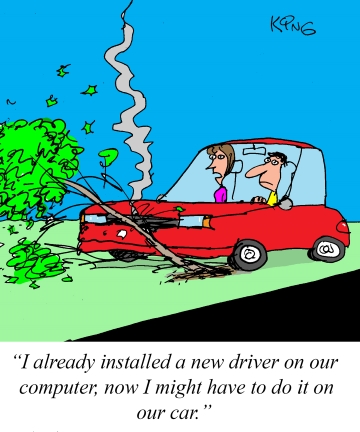 KING
“I already installed a new driver on our
computer, now I might have to do it on
our car.”